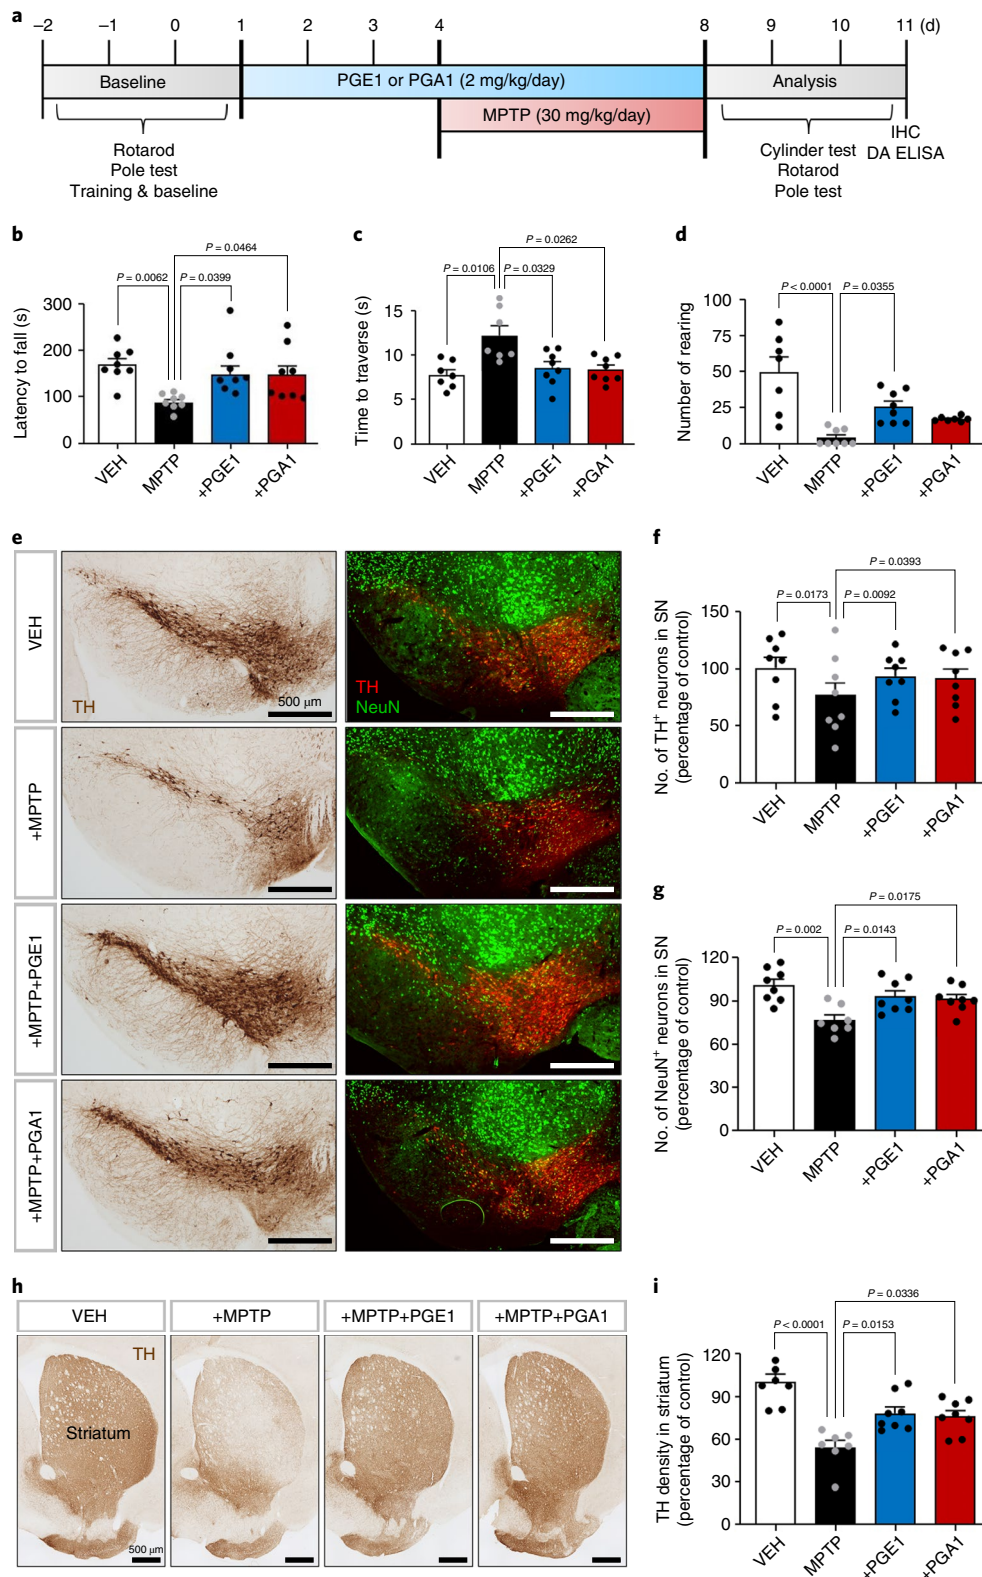 a
–2 –1 0 1 2 3 4 8 9 10 11 (d)
Baseline
PGE1 or PGA1 (2 mg/kg/day)
Analysis
MPTP (30 mg/kg/day)
Rotarod
Pole test
Training & baseline
Cylinder test
Rotarod
Pole test
IHC
DA ELISA
b
P = 0.0464
P = 0.0062
P = 0.0399
Latency to fall (s)
300
200
100
0
VEH
MPTP
+PGE1
+PGA1
c
P = 0.0262
P = 0.0106
P = 0.0329
Time to traverse (s)
15
10
5
0
VEH
MPTP
+PGE1
+PGA1
d
P < 0.0001
P = 0.0355
Number of rearing
100
75
50
25
0
VEH
MPTP
+PGE1
+PGA1
e
VEH
TH
500 μm
TH
NeuN
+MPTP
+MPTP+PGE1
+MPTP+PGA1
f
P = 0.0393
P = 0.0173
P = 0.0092
No. of TH+ neurons in SN
(percentage of control)
150
100
50
0
VEH
MPTP
+PGE1
+PGA1
g
P = 0.0175
P = 0.002
P = 0.0143
No. of NeuN+ neurons in SN
(percentage of control)
120
90
60
30
0
VEH
MPTP
+PGE1
+PGA1
h
VEH
+MPTP
+MPTP+PGE1
+MPTP+PGA1
TH
Striatum
500 μm
i
P = 0.0336
P < 0.0001
P = 0.0153
TH density in striatum
(percentage of control)
120
90
60
30
0
VEH
MPTP
+PGE1
+PGA1